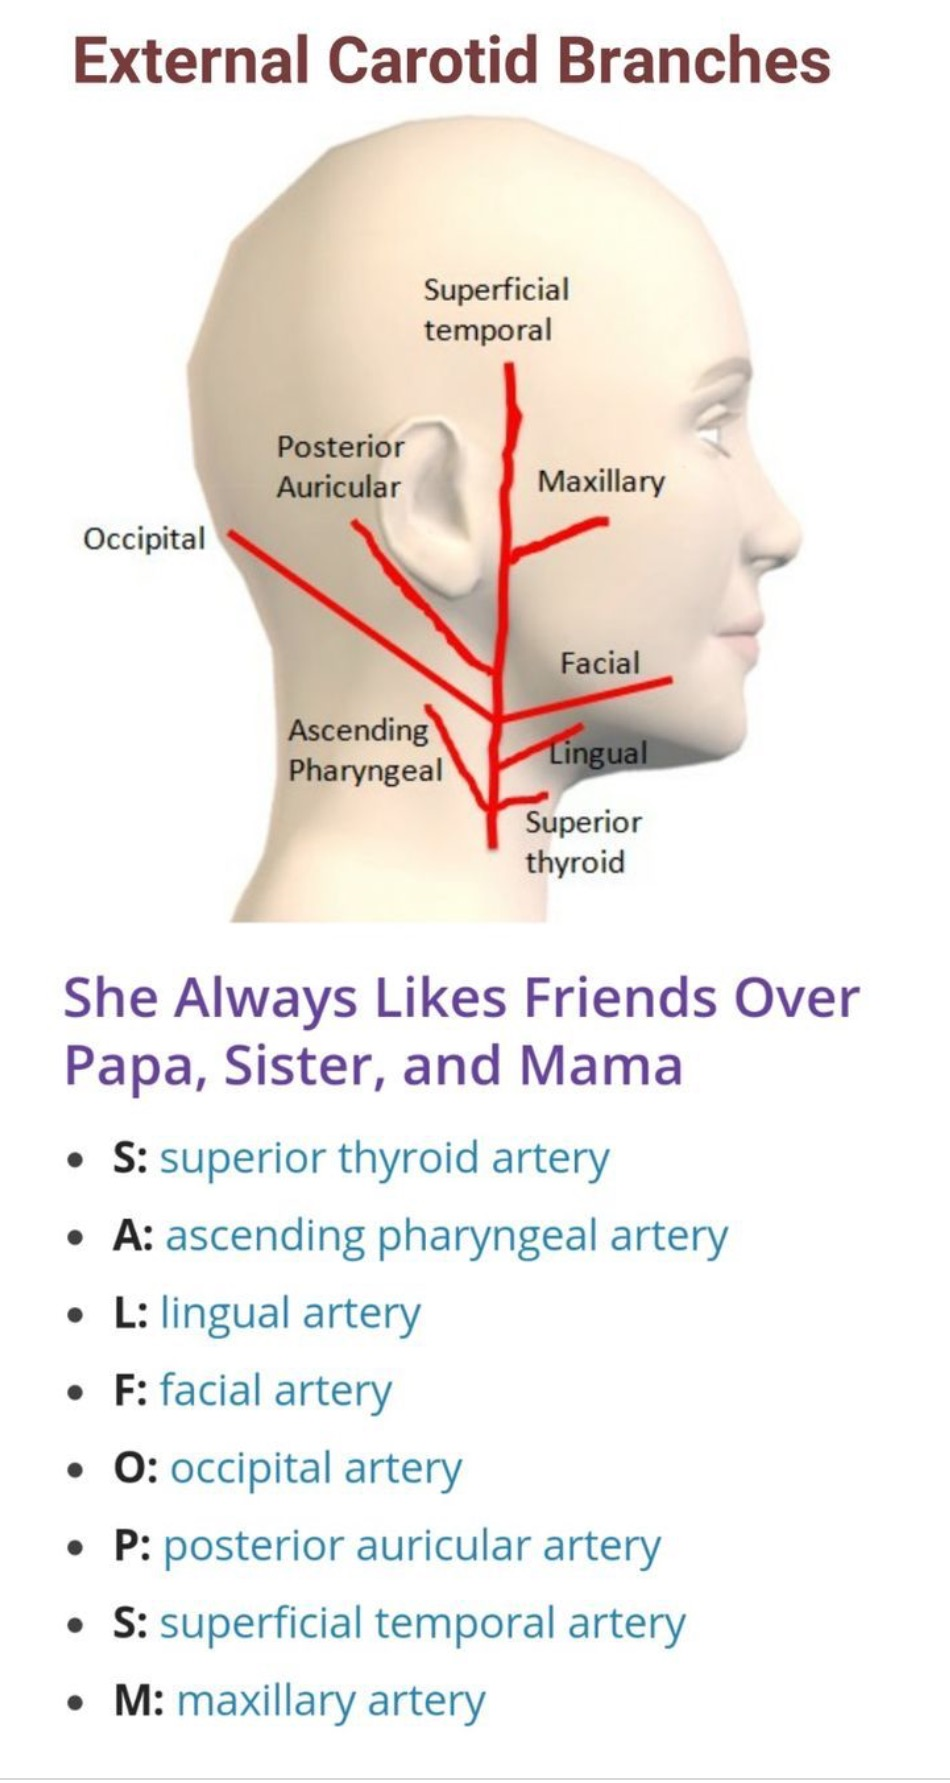 External Carotid Branches
Superficial
temporal
Posterior
Auricular
Maxillary
Occipital
Facial
Ascending
Pharyngeal
Lingual
Superior
thyroid
She Always Likes Friends Over
Papa, Sister, and Mama
• S: superior thyroid artery
• A: ascending pharyngeal artery
• L: lingual artery
• F: facial artery
• O: occipital artery
• P: posterior auricular artery
• S: superficial temporal artery
• M: maxillary artery